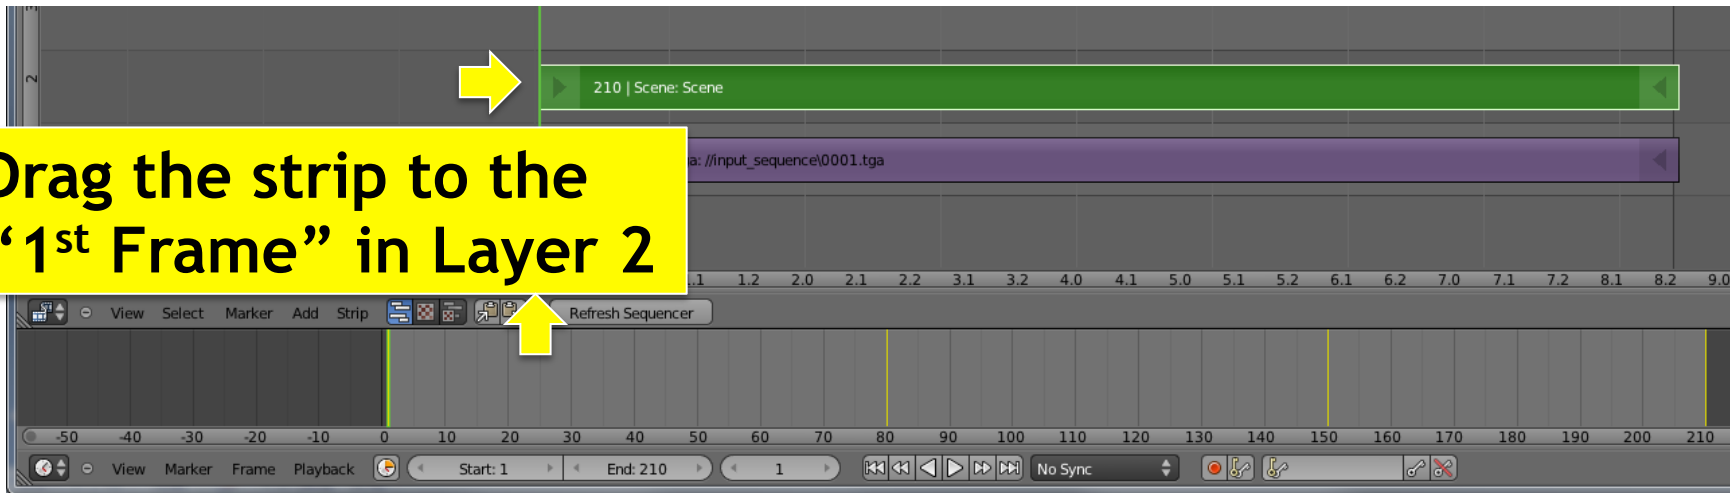 3
2
210 | Scene: Scene
ga: //input_sequence\0001.tga
Drag the strip to the
“1st Frame” in Layer 2
.1 1.2 2.0 2.1 2.2 3.1 3.2 4.0 4.1 5.0 5.1 5.2 6.1 6.2 7.0 7.1 7.2 8.1 8.2 9.0
View Select Marker Add Strip Refresh Sequencer
-50 -40 -30 -20 -10 0 10 20 30 40 50 60 70 80 90 100 110 120 130 140 150 160 170 180 190 200 210
View Marker Frame Playback Start: 1 End: 210 1 No Sync